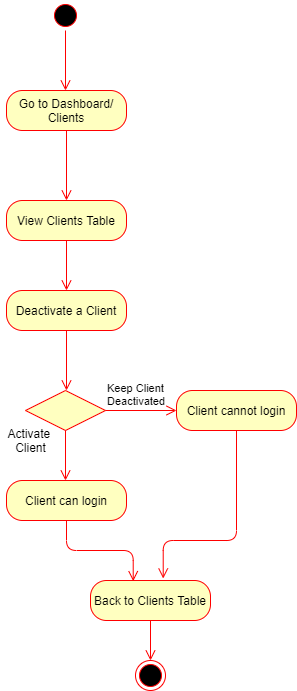 Go to Dashboard/
Clients
View Clients Table
Deactivate a Client
Keep Client
Deactivated
Client cannot login
Activate
Client
Client can login
Back to Clients Table